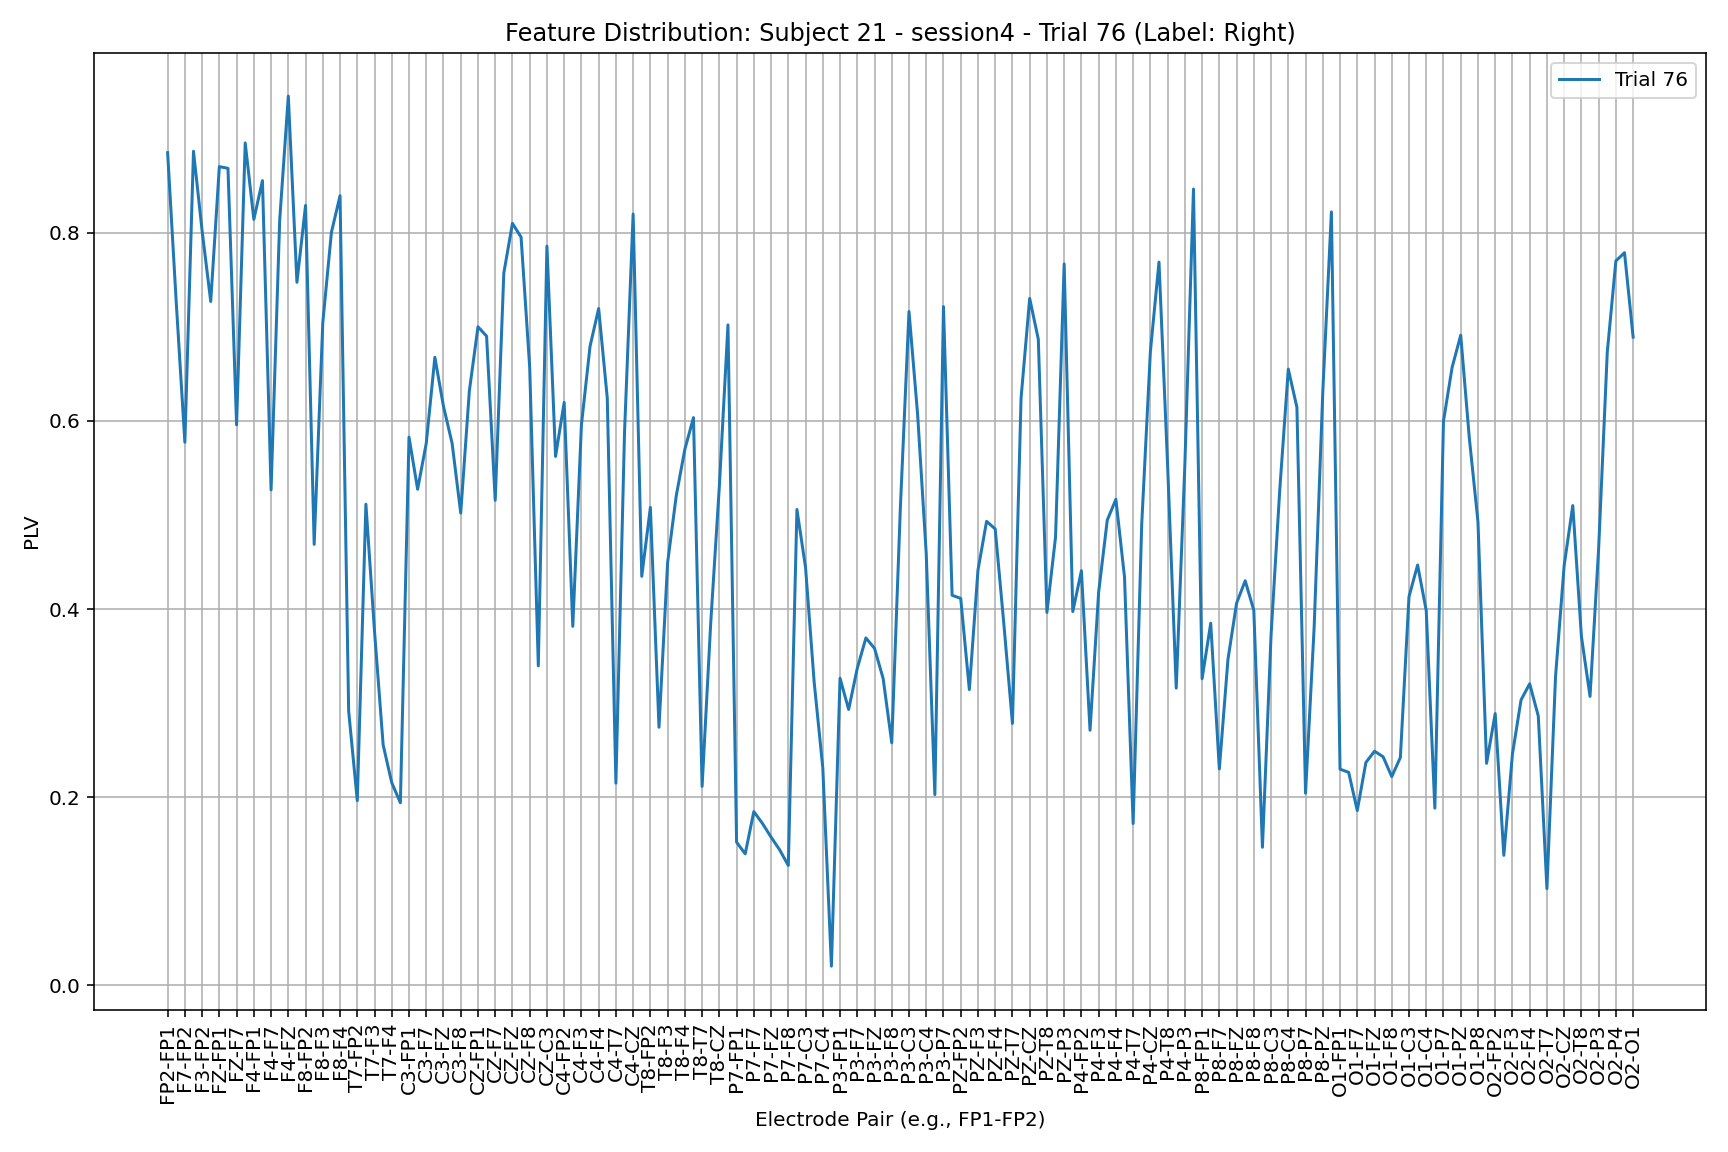 Feature Distribution: Subject 21 - session4 - Trial 76 (Label: Right)
Trial 76
PLV
0.8
0.6
0.4
0.2
0.0
FP2-FP1
F7-FP2
F3-FP2
FZ-FP1
FZ-F7
F4-FP1
F4-F7
F4-FZ
F8-FP2
F8-F3
F8-F4
T7-FP2
T7-F3
T7-F4
C3-FP1
C3-F7
C3-FZ
C3-F8
CZ-FP1
CZ-F7
CZ-FZ
CZ-F8
CZ-C3
C4-FP2
C4-F3
C4-F4
C4-T7
C4-CZ
T8-FP2
T8-F3
T8-F4
T8-T7
T8-CZ
P7-FP1
P7-F7
P7-FZ
P7-F8
P7-C3
P7-C4
P3-FP1
P3-F7
P3-FZ
P3-F8
P3-C3
P3-C4
P3-P7
PZ-FP2
PZ-F3
PZ-F4
PZ-T7
PZ-CZ
PZ-T8
PZ-P3
P4-FP2
P4-F3
P4-F4
P4-T7
P4-CZ
P4-T8
P4-P3
P8-FP1
P8-F7
P8-FZ
P8-F8
P8-C3
P8-C4
P8-P7
P8-PZ
O1-FP1
O1-F7
O1-FZ
O1-F8
O1-C3
O1-C4
O1-P7
O1-PZ
O1-P8
O2-FP2
O2-F3
O2-F4
O2-T7
O2-CZ
O2-T8
O2-P3
O2-P4
O2-O1
Electrode Pair (e.g., FP1-FP2)